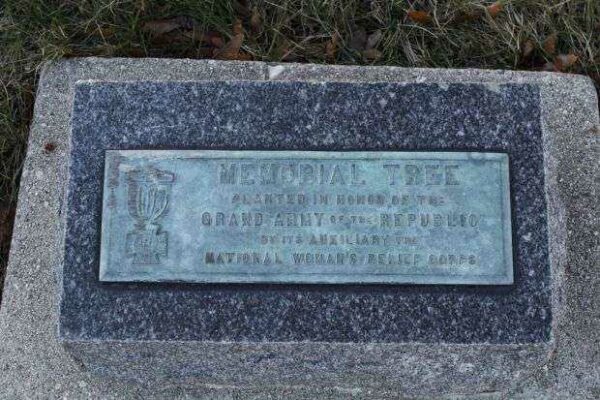 MEMORIAL TREE
PLANTED IN HONOR OF THE
GRAND ARMY OF THE REPUBLIC
BY ITS AUXILIARY THE
NATIONAL WOMAN'S RELIEF CORPS